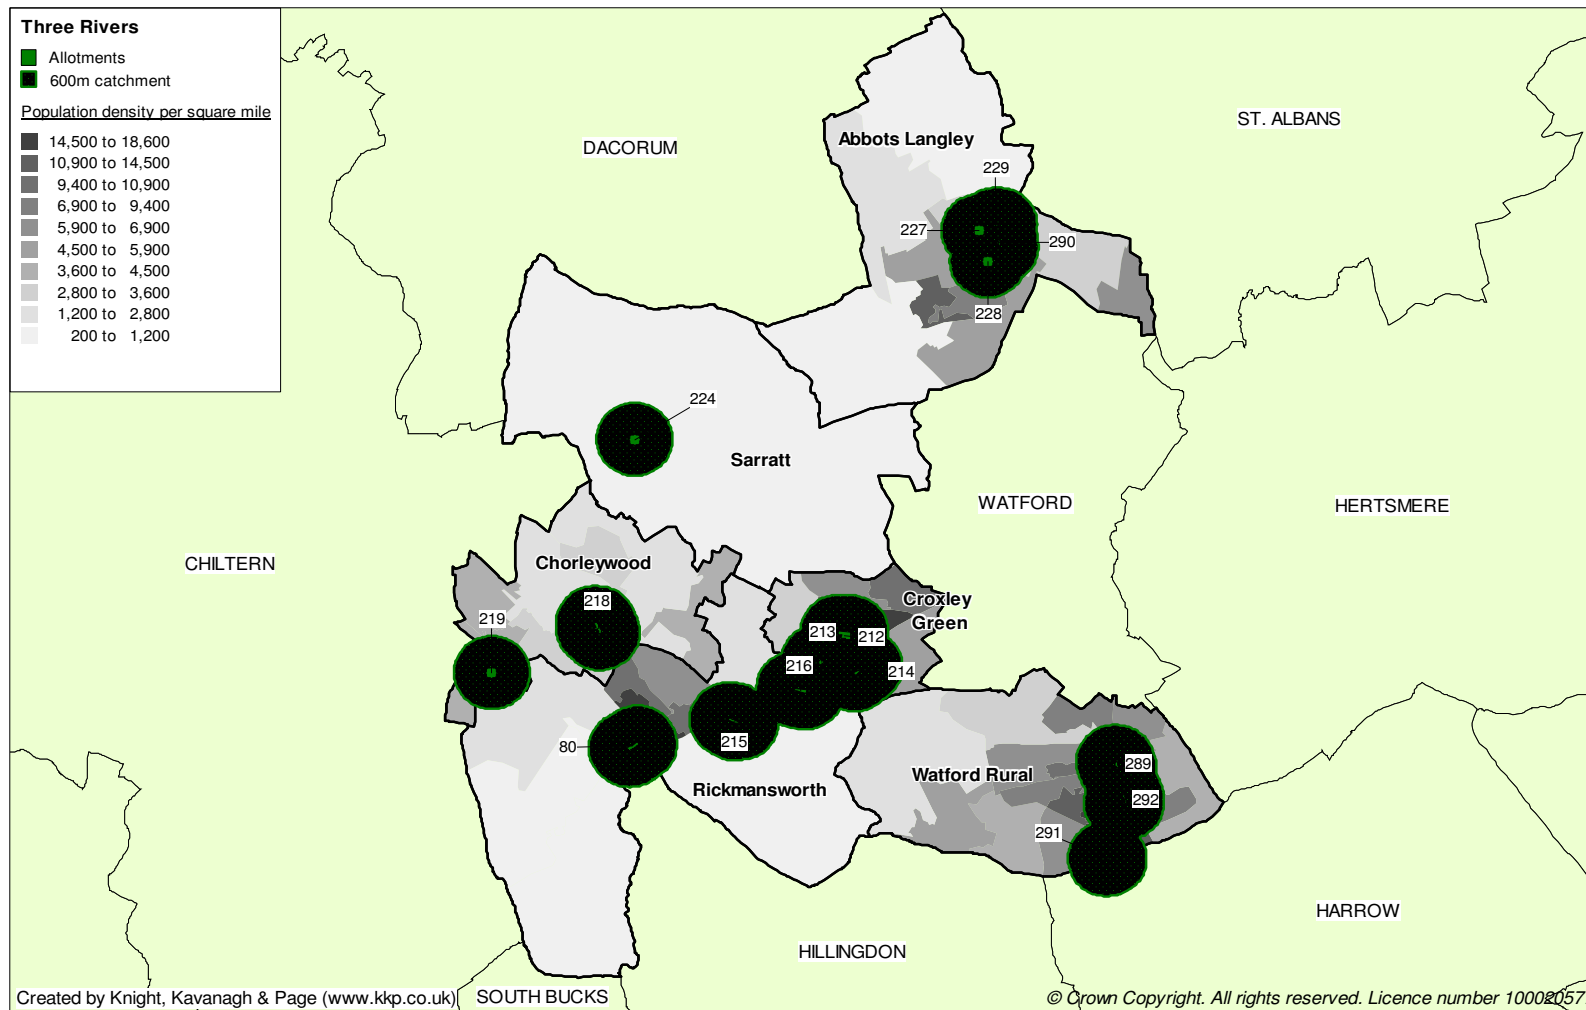 Three Rivers
Allotments
600m catchment
Population density per square mile
14,500 to 18,600
10,900 to 14,500
9,400 to 10,900
6,900 to 9,400
5,900 to 6,900
4,500 to 5,900
3,600 to 4,500
2,800 to 3,600
1,200 to 2,800
200 to 1,200
DACORUM
ST. ALBANS
Abbots Langley
229
227
290
228
224
Sarratt
WATFORD
HERTSMERE
CHILTERN
Chorleywood
218
219
Croxley
Green
213
212
216
214
215
80
Rickmansworth
Watford Rural
289
292
291
HARROW
HILLINGDON
SOUTH BUCKS
Created by Knight, Kavanagh & Page (www.kkp.co.uk)
© Crown Copyright. All rights reserved. Licence number 100020577.